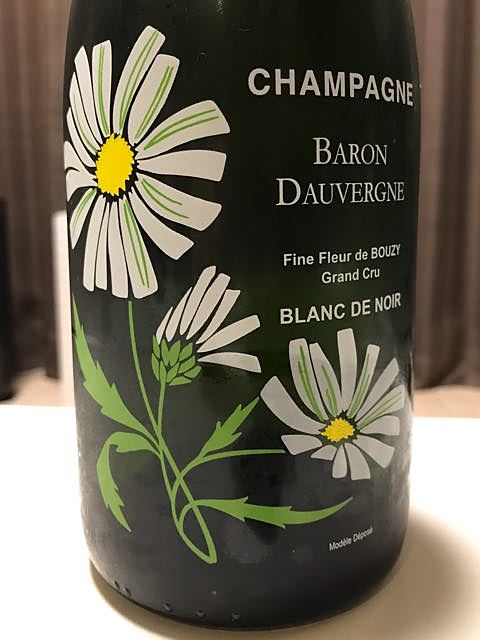 CHAMPAGNE
BARON
DAUVERGNE
Fine Fleur de BOUZY
Grand Cru
BLANC DE NOIR
Modèle Déposé